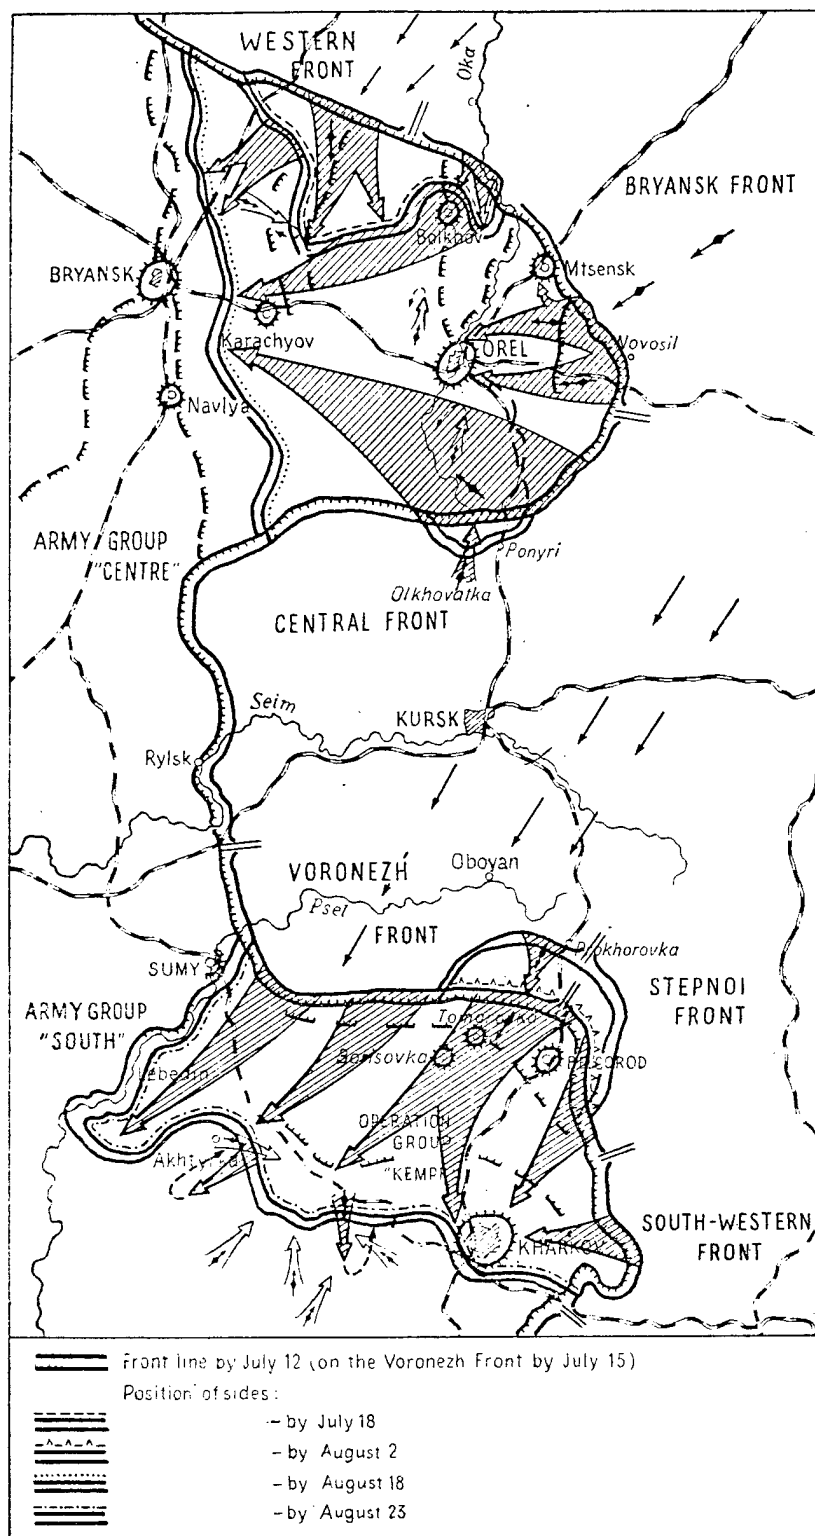 WESTERN
FRONT
Oka
BRYANSK FRONT
Bolkhov
BRYANSK
Mtsensk
Karachyov
OREL
Novosil
Navlya
ARMY GROUP
"CENTRE"
Ponyri
Olkhovatka
CENTRAL FRONT
Seim
KURSK
Rylsk
VORONEZH
Oboyan
Psel
FRONT
Prokhorovka
SUMY
STEPNOI
FRONT
ARMY GROUP
"SOUTH"
Borisovka
Lebedin
OPERATION
GROUP
"KEMPF"
Akhtyrka
SOUTH-WESTERN
FRONT
KHARKOV
Front line by July 12 (on the Voronezh Front by July 15)
Position of sides:
- by July 18
- by August 2
- by August 18
- by August 23